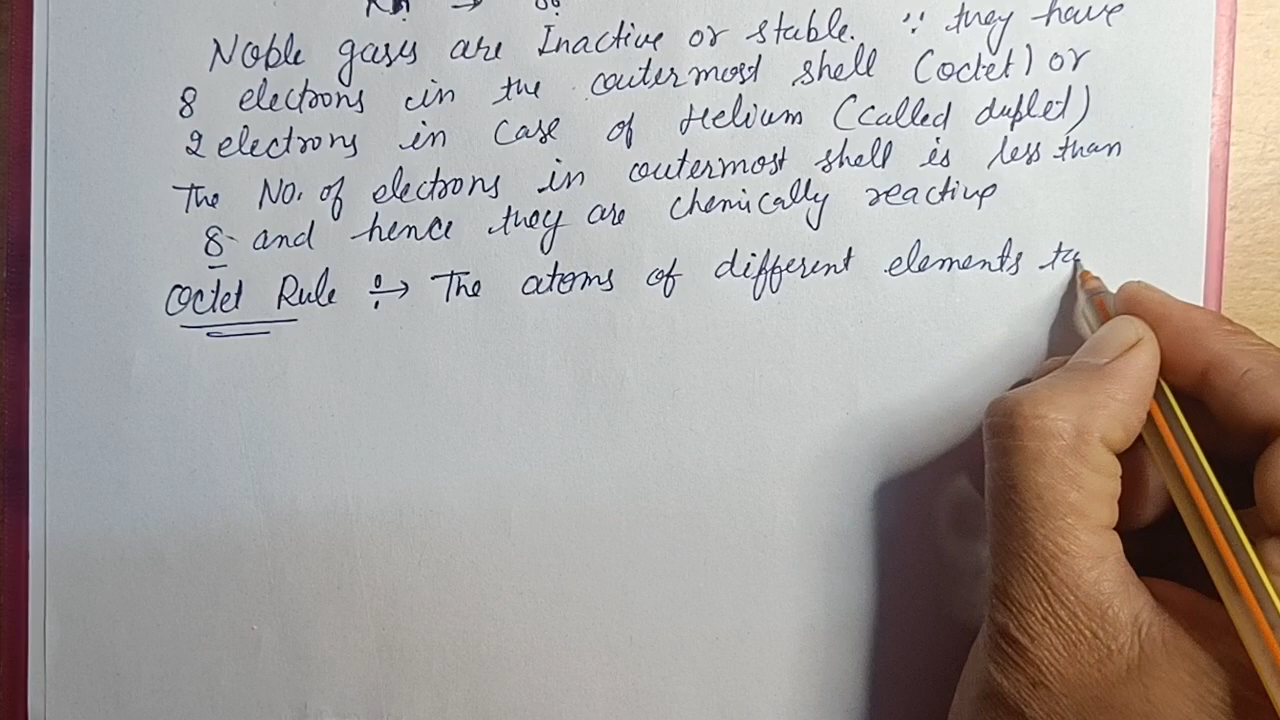 Noble gases are Inactive or stable. ∵ they have
8 electrons in the outermost shell (octet) or
2 electrons in case of Helium (called duplet)
The No. of electrons in outermost shell is less than
8 and hence they are chemically reactive
Octet Rule → The atoms of different elements